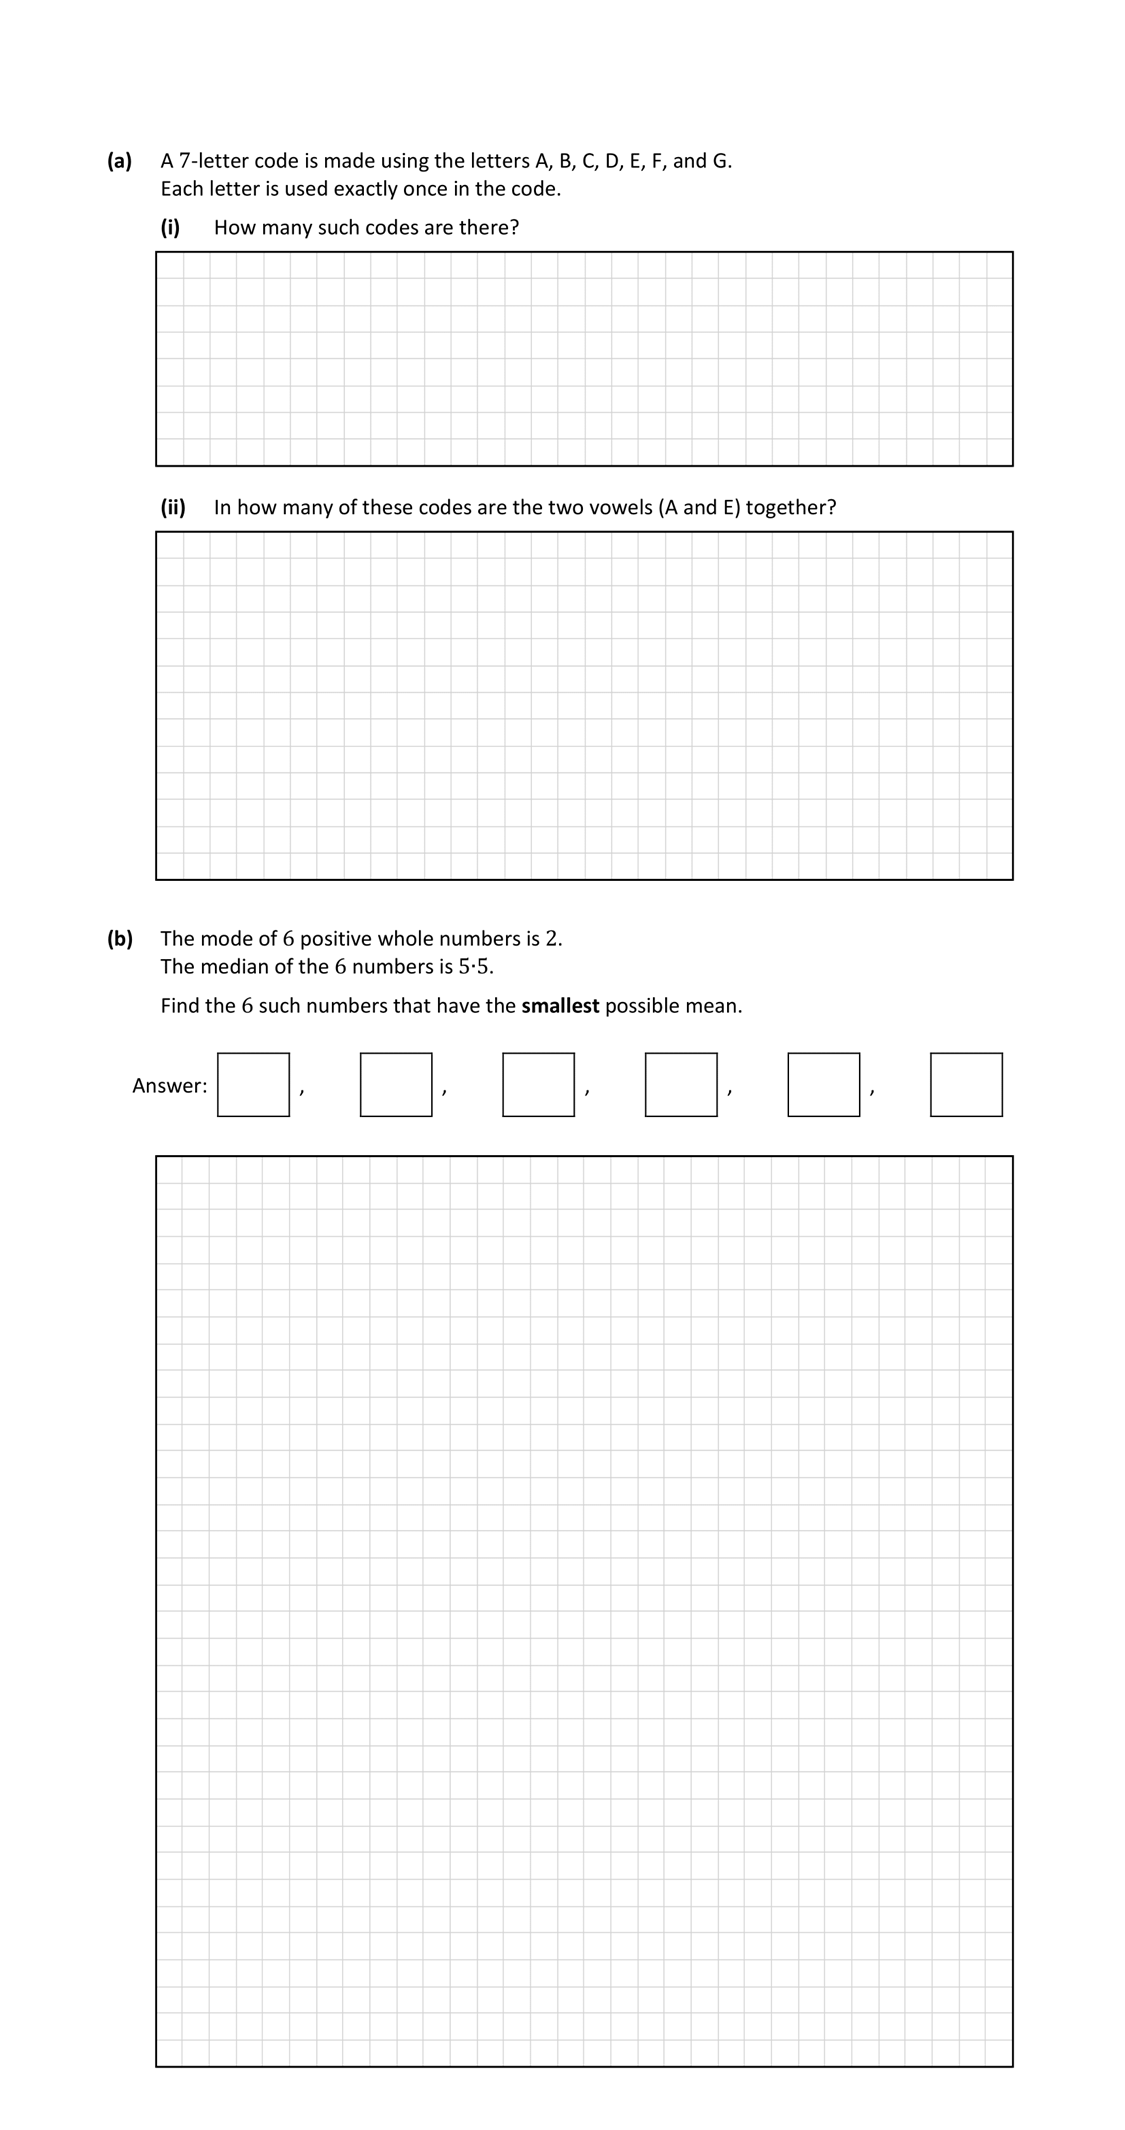 (a) A 7-letter code is made using the letters A, B, C, D, E, F, and G.
Each letter is used exactly once in the code.
(i) How many such codes are there?
(ii) In how many of these codes are the two vowels (A and E) together?
(b) The mode of 6 positive whole numbers is 2.
The median of the 6 numbers is 5·5.
Find the 6 such numbers that have the smallest possible mean.
Answer: , , , , ,